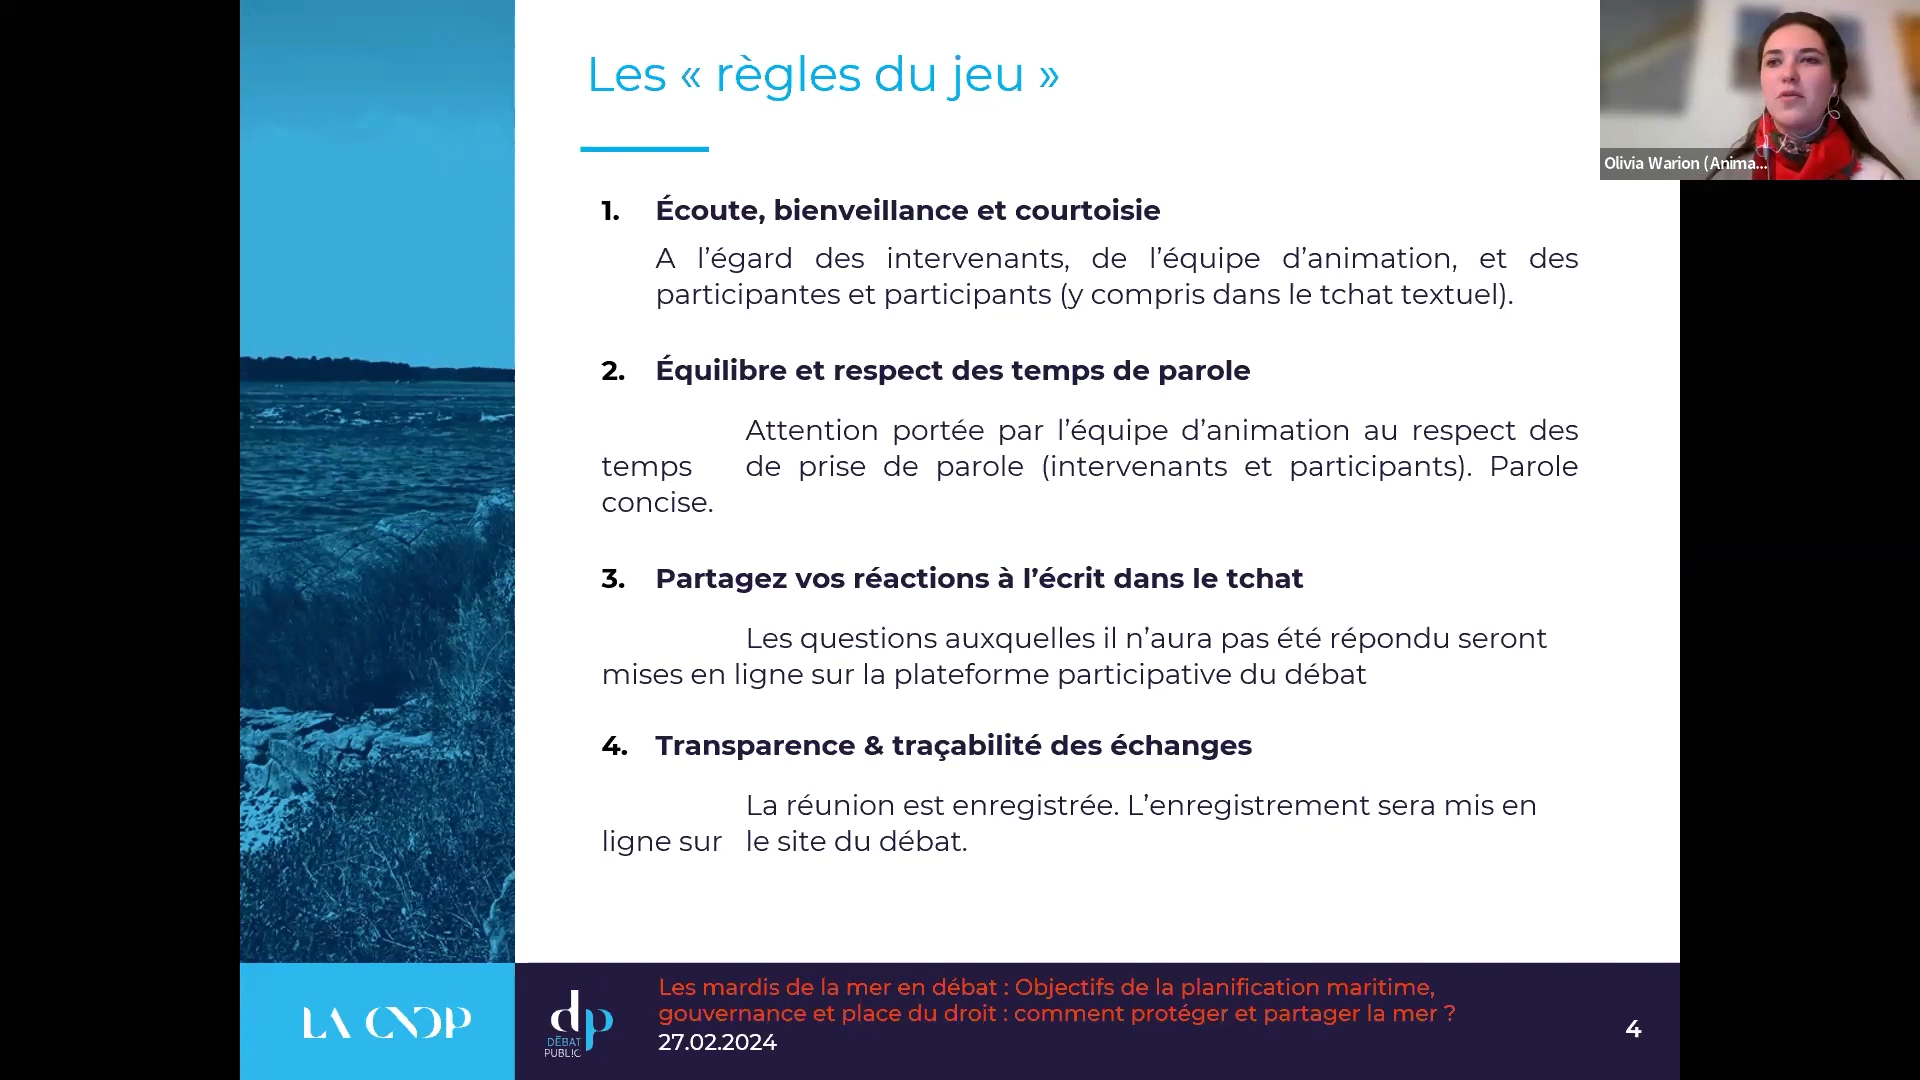 Les « règles du jeu »
Olivia Warion (Anima...
1. Écoute, bienveillance et courtoisie
A l’égard des intervenants, de l’équipe d’animation, et des
participantes et participants (y compris dans le tchat textuel).
2. Équilibre et respect des temps de parole
Attention portée par l’équipe d’animation au respect des
temps de prise de parole (intervenants et participants). Parole
concise.
3. Partagez vos réactions à l’écrit dans le tchat
Les questions auxquelles il n’aura pas été répondu seront
mises en ligne sur la plateforme participative du débat
4. Transparence & traçabilité des échanges
La réunion est enregistrée. L’enregistrement sera mis en
ligne sur le site du débat.
LA CNDP
dp
DÉBAT
PUBLIC
Les mardis de la mer en débat : Objectifs de la planification maritime,
gouvernance et place du droit : comment protéger et partager la mer ?
27.02.2024
4